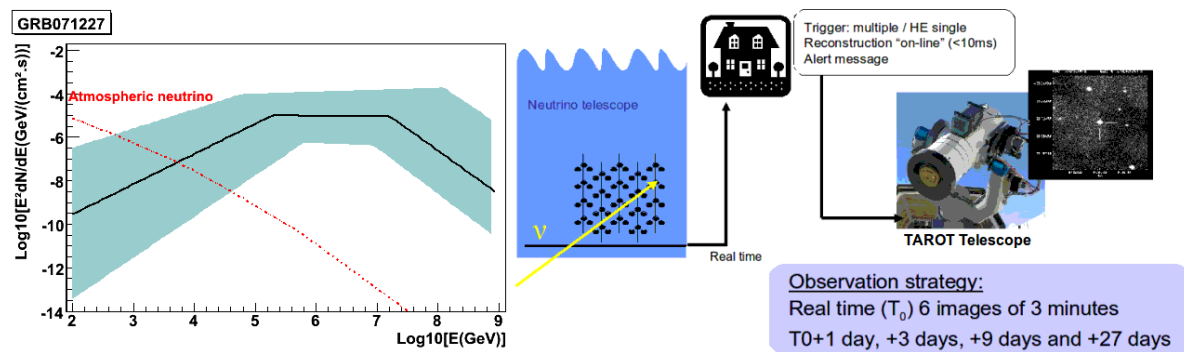 GRB071227
Log10[E²dN/dE(GeV/(cm².s))]
-2
-4
-6
-8
-10
-12
-14
Atmospheric neutrino
2 3 4 5 6 7 8 9
Log10[E(GeV)]
Neutrino telescope
ν
Real time
Trigger: multiple / HE single
Reconstruction “on-line” (<10ms)
Alert message
TAROT Telescope
Observation strategy:
Real time (T₀) 6 images of 3 minutes
T0+1 day, +3 days, +9 days and +27 days